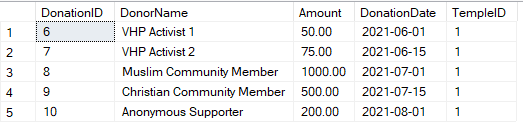 DonationID DonorName Amount DonationDate TempleID
1 6 VHP Activist 1 50.00 2021-06-01 1
2 7 VHP Activist 2 75.00 2021-06-15 1
3 8 Muslim Community Member 1000.00 2021-07-01 1
4 9 Christian Community Member 500.00 2021-07-15 1
5 10 Anonymous Supporter 200.00 2021-08-01 1